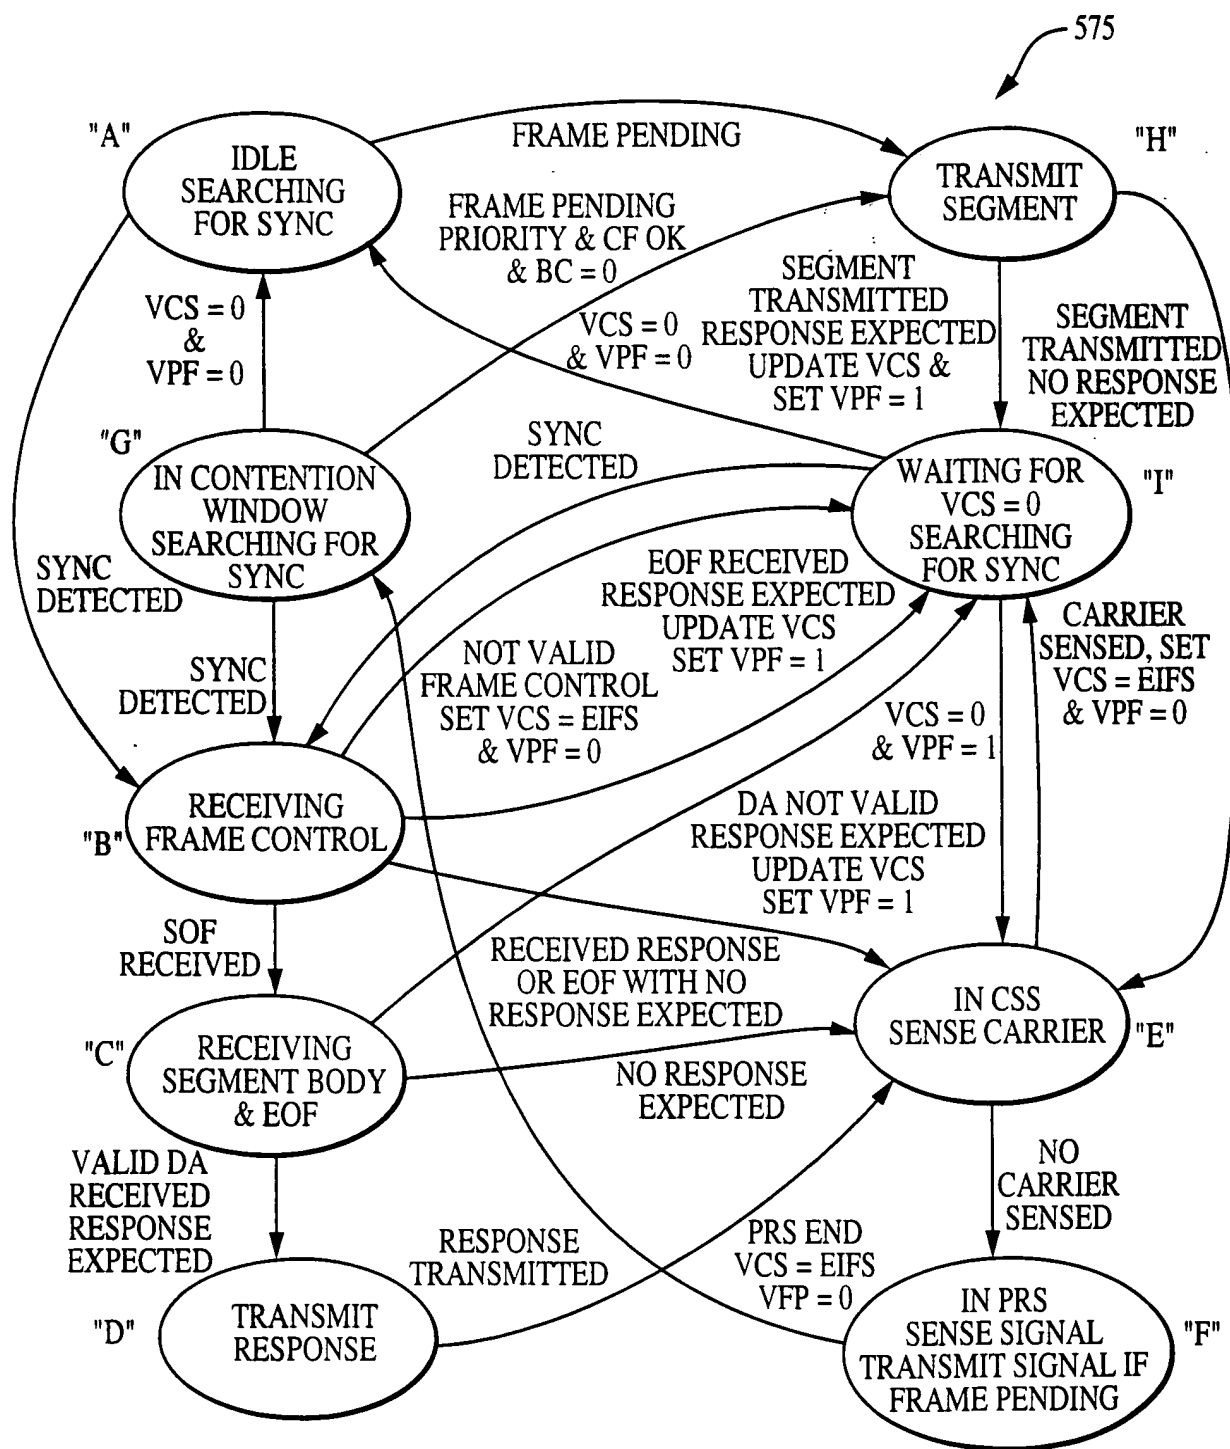 575
"A"
IDLE
SEARCHING
FOR SYNC
FRAME PENDING
"H"
TRANSMIT
SEGMENT
FRAME PENDING
PRIORITY & CF OK
& BC = 0
VCS = 0
&
VPF = 0
VCS = 0
& VPF = 0
SEGMENT
TRANSMITTED
RESPONSE EXPECTED
UPDATE VCS &
SET VPF = 1
SEGMENT
TRANSMITTED
NO RESPONSE
EXPECTED
"G"
IN CONTENTION
WINDOW
SEARCHING FOR
SYNC
SYNC
DETECTED
WAITING FOR
VCS = 0
SEARCHING
FOR SYNC
"I"
SYNC
DETECTED
SYNC
DETECTED
NOT VALID
FRAME CONTROL
SET VCS = EIFS
& VPF = 0
EOF RECEIVED
RESPONSE EXPECTED
UPDATE VCS
SET VPF = 1
CARRIER
SENSED, SET
VCS = EIFS
& VPF = 0
VCS = 0
& VPF = 1
RECEIVING
FRAME CONTROL
"B"
DA NOT VALID
RESPONSE EXPECTED
UPDATE VCS
SET VPF = 1
SOF
RECEIVED
RECEIVED RESPONSE
OR EOF WITH NO
RESPONSE EXPECTED
IN CSS
SENSE CARRIER
"E"
"C"
RECEIVING
SEGMENT BODY
& EOF
NO RESPONSE
EXPECTED
VALID DA
RECEIVED
RESPONSE
EXPECTED
NO
CARRIER
SENSED
RESPONSE
TRANSMITTED
PRS END
VCS = EIFS
VFP = 0
"D"
TRANSMIT
RESPONSE
IN PRS
SENSE SIGNAL
TRANSMIT SIGNAL IF
FRAME PENDING
"F"